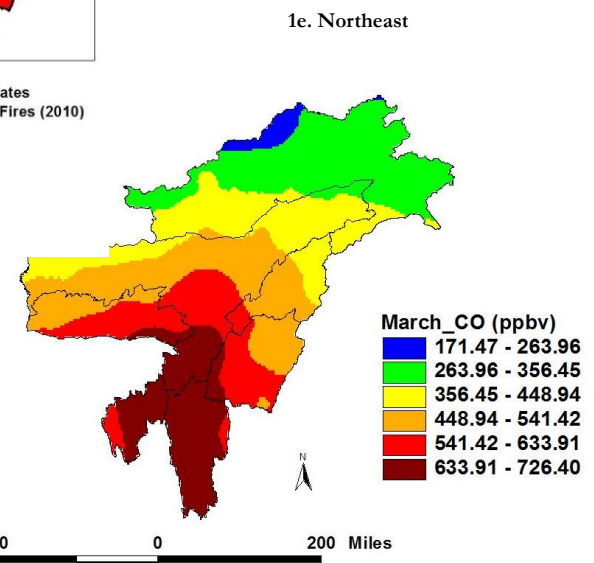 1e. Northeast
ates
Fires (2010)
March_CO (ppbv)
171.47 - 263.96
263.96 - 356.45
356.45 - 448.94
448.94 - 541.42
541.42 - 633.91
633.91 - 726.40
N
0 0 200 Miles